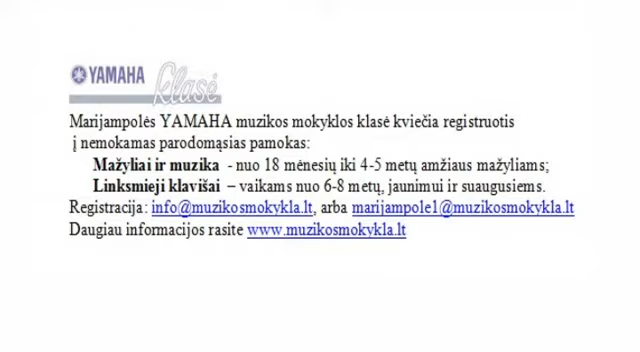 YAMAHA klasė
Marijampolės YAMAHA muzikos mokyklos klasė kviečia registruotis
į nemokamas parodomąsias pamokas:
Mažyliai ir muzika - nuo 18 mėnesių iki 4-5 metų amžiaus mažyliams;
Linksmieji klavišai – vaikams nuo 6-8 metų, jaunimui ir suaugusiems.
Registracija: info@muzikosmokykla.lt, arba marijampole1@muzikosmokykla.lt
Daugiau informacijos rasite www.muzikosmokykla.lt